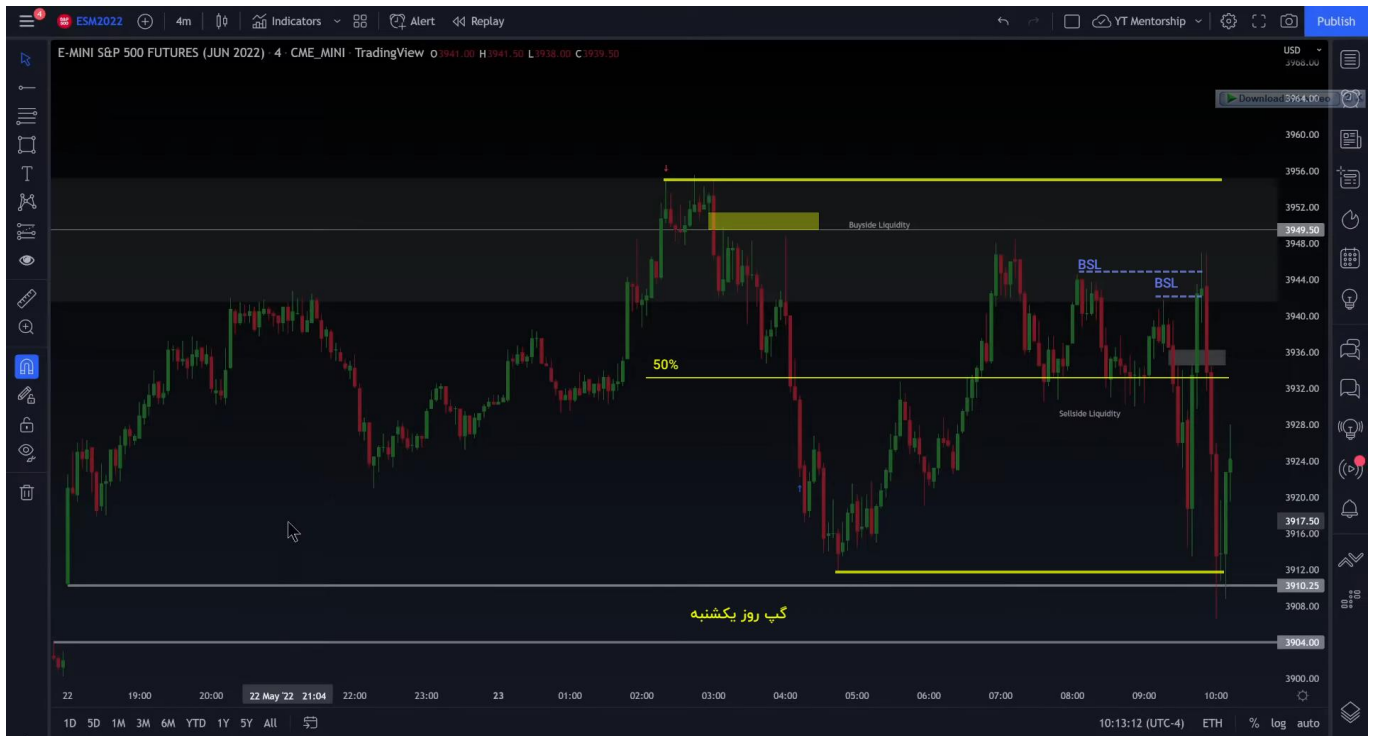 ESM2022 4m Indicators Alert Replay YT Mentorship Publish
E-MINI S&P 500 FUTURES (JUN 2022) · 4 · CME_MINI · TradingView O3941.00 H3941.50 L3938.00 C3939.50
USD
3968.00
Download
3964.00
3960.00
3956.00
3952.00
Buyside Liquidity
3949.50
3948.00
BSL
3944.00
BSL
3940.00
3936.00
50%
3932.00
Sellside Liquidity
3928.00
3924.00
3920.00
3917.50
3916.00
3912.00
3910.25
3908.00
گپ روز یکشنبه
3904.00
3900.00
22 19:00 20:00 22 May '22 21:04 22:00 23:00 23 01:00 02:00 03:00 04:00 05:00 06:00 07:00 08:00 09:00 10:00
1D 5D 1M 3M 6M YTD 1Y 5Y All 10:13:12 (UTC-4) ETH % log auto